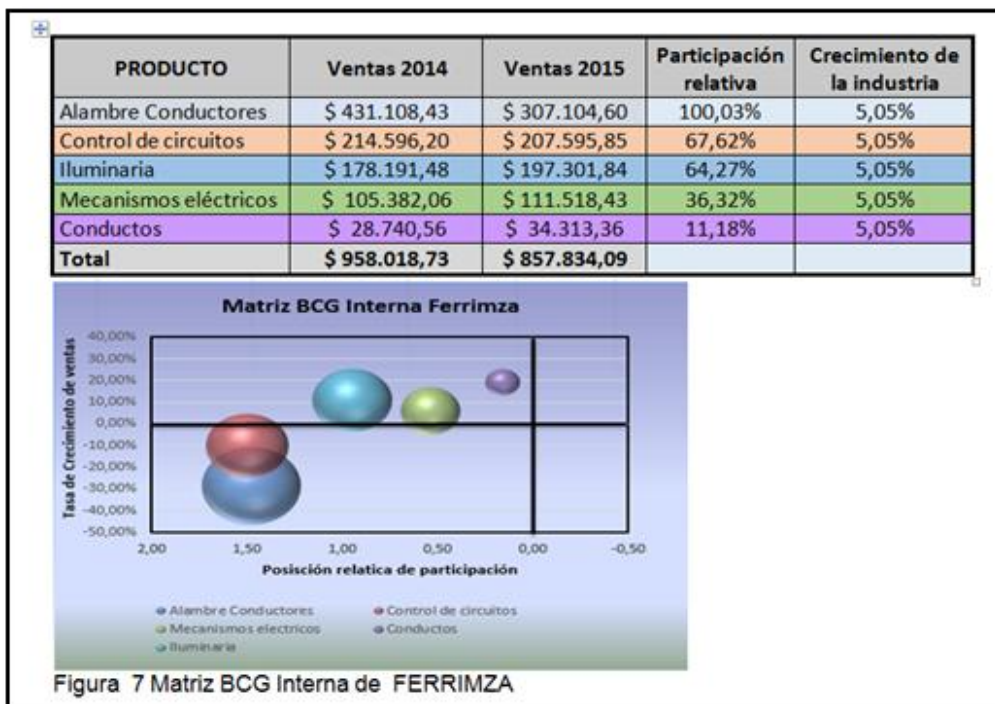 PRODUCTO Ventas 2014 Ventas 2015 Participación relativa Crecimiento de la industria
Alambre Conductores $ 431.108,43 $ 307.104,60 100,03% 5,05%
Control de circuitos $ 214.596,20 $ 207.595,85 67,62% 5,05%
Iluminaria $ 178.191,48 $ 197.301,84 64,27% 5,05%
Mecanismos eléctricos $ 105.382,06 $ 111.518,43 36,32% 5,05%
Conductos $ 28.740,56 $ 34.313,36 11,18% 5,05%
Total $ 958.018,73 $ 857.834,09
Matriz BCG Interna Ferrimza
Tasa de Crecimiento de ventas
40,00%
30,00%
20,00%
10,00%
0,00%
-10,00%
-20,00%
-30,00%
-40,00%
-50,00%
2,00 1,50 1,00 0,50 0,00 -0,50
Posisción relatica de participación
Alambre Conductores Control de circuitos
Mecanismos electricos Conductos
Iluminaria
Figura 7 Matriz BCG Interna de FERRIMZA